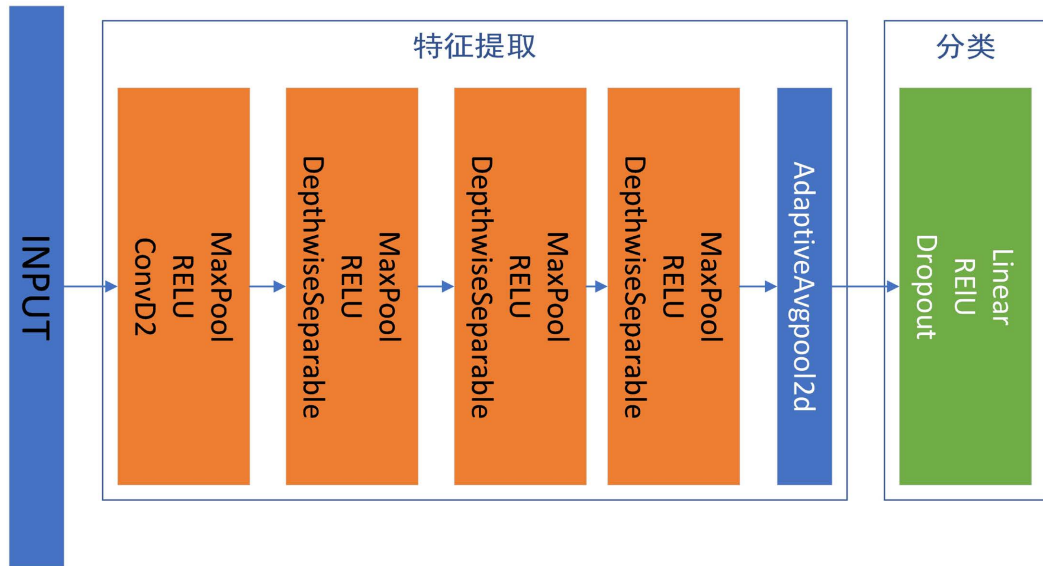 特征提取
分类
INPUT
MaxPool
RELU
ConvD2
MaxPool
RELU
DepthwiseSeparable
MaxPool
RELU
DepthwiseSeparable
MaxPool
RELU
DepthwiseSeparable
AdaptiveAvgpool2d
Linear
RElU
Dropout